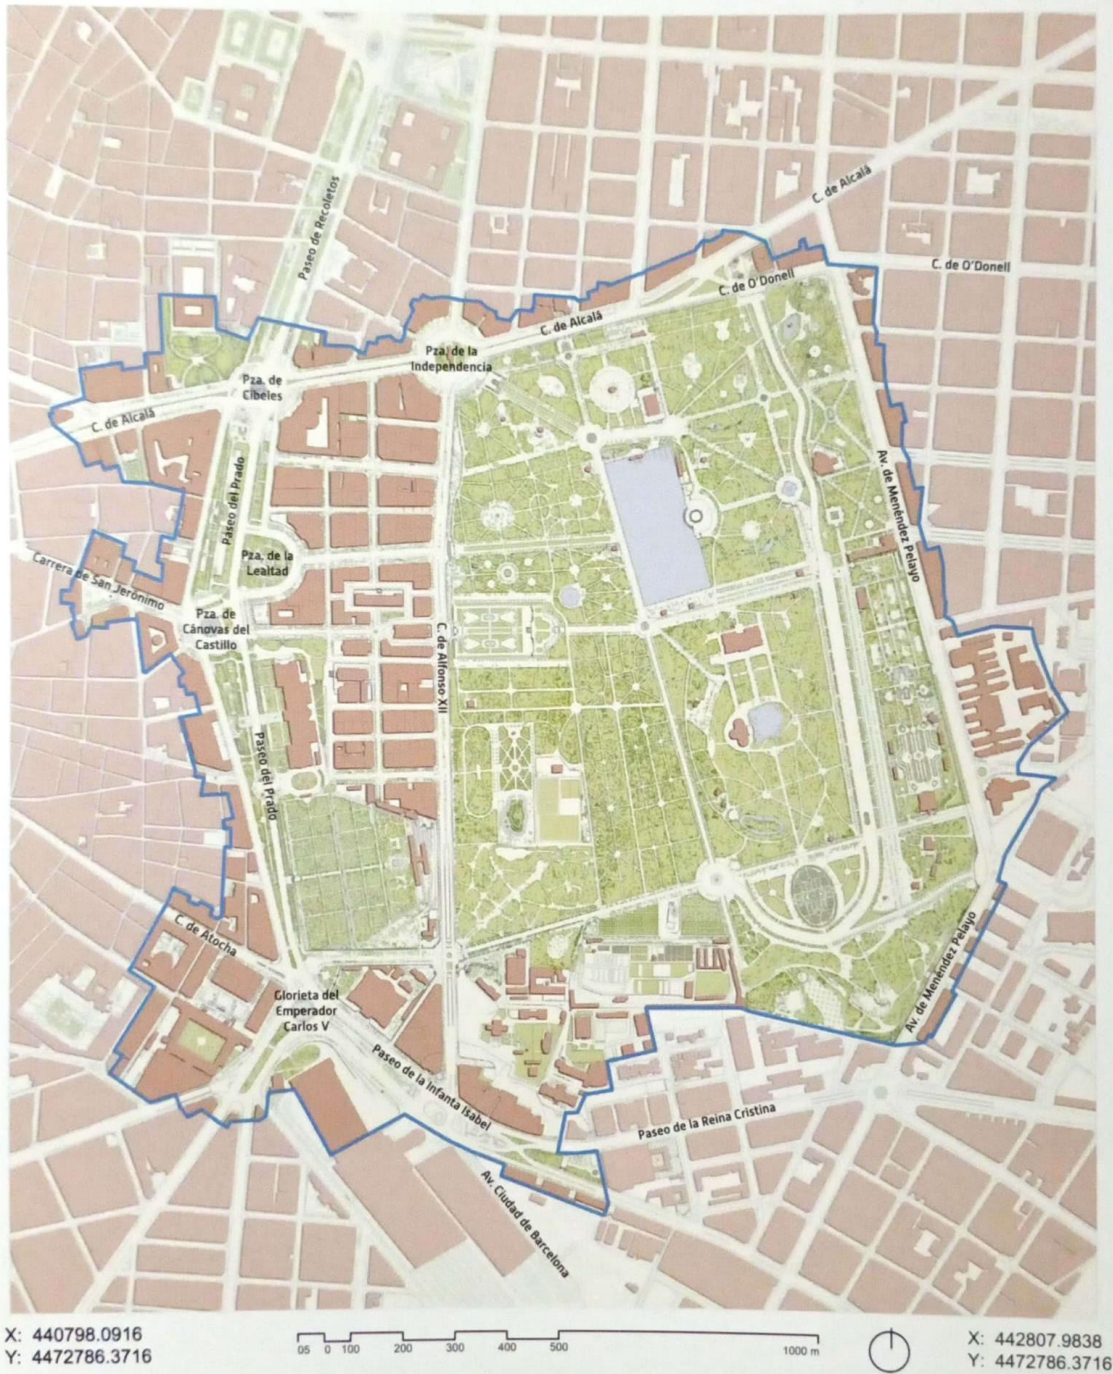 Paseo de Recoletos
C. de Alcalá
C. de O'Donell
C. de O'Donell
C. de Alcalá
Pza. de la
Independencia
Pza. de
Cibeles
C. de Alcalá
Paseo del Prado
Av. de Menéndez Pelayo
Pza. de la
Lealtad
Carrera de San Jerónimo
Pza. de
Cánovas del
Castillo
C. de Alfonso XII
Paseo del Prado
C. de Atocha
Av. de Menéndez Pelayo
Glorieta del
Emperador
Carlos V
Paseo de la Infanta Isabel
Paseo de la Reina Cristina
Av. Ciudad de Barcelona
X: 440798.0916
Y: 4472786.3716
05 0 100 200 300 400 500 1000 m
X: 442807.9838
Y: 4472786.3716